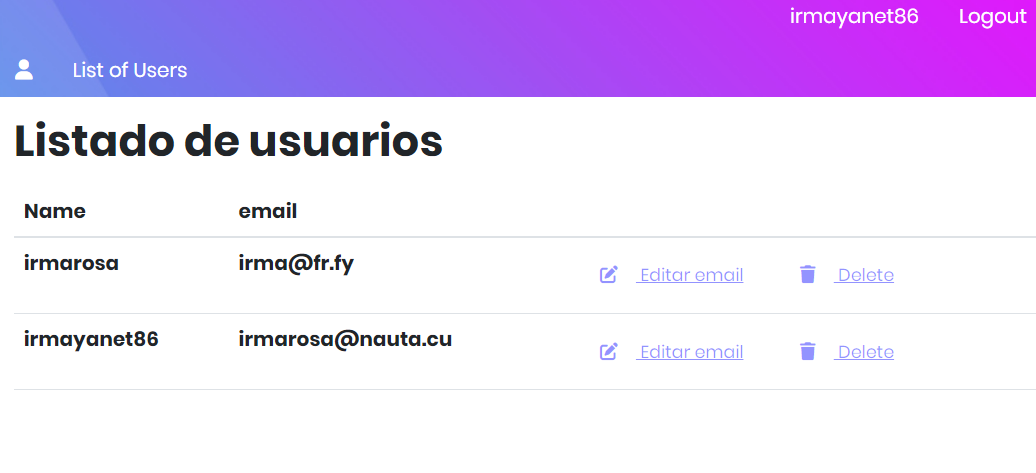 irmayanet86 Logout
List of Users
Listado de usuarios
Name email
irmarosa irma@fr.fy Editar email Delete
irmayanet86 irmarosa@nauta.cu Editar email Delete